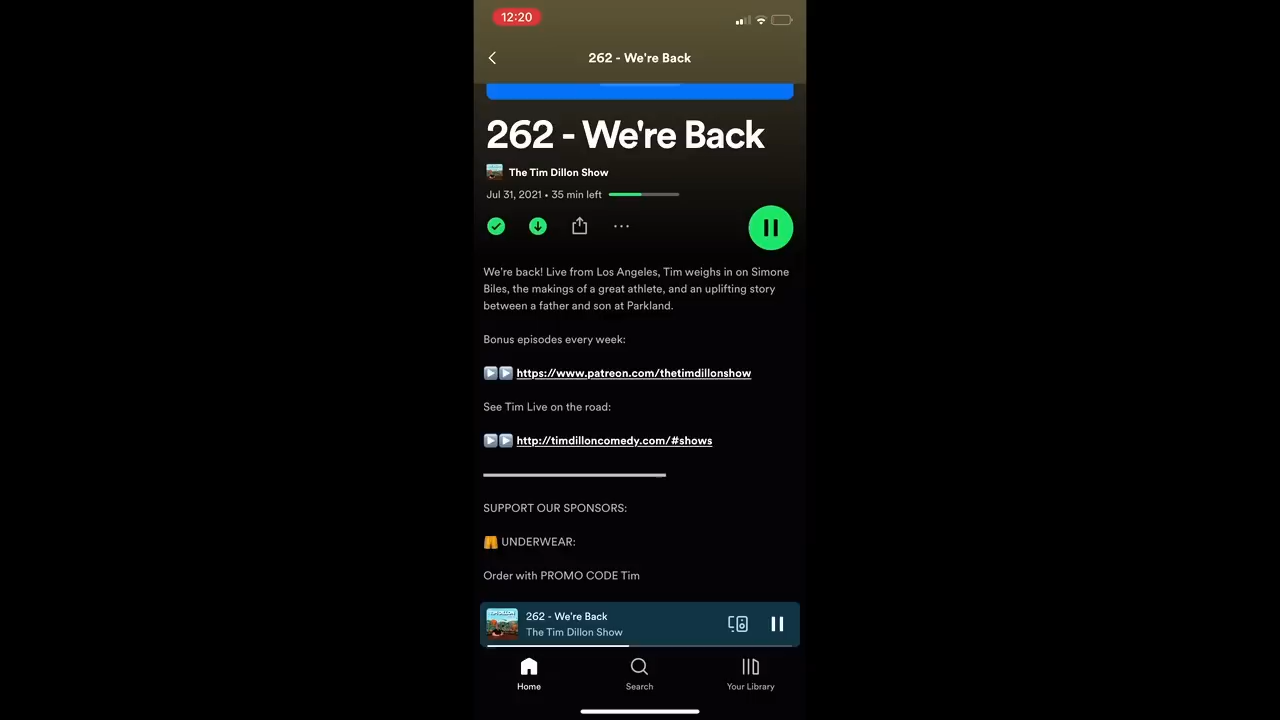 12:20
262 - We're Back
262 - We're Back
The Tim Dillon Show
Jul 31, 2021 • 35 min left
We're back! Live from Los Angeles, Tim weighs in on Simone
Biles, the makings of a great athlete, and an uplifting story
between a father and son at Parkland.
Bonus episodes every week:
▶️▶️ https://www.patreon.com/thetimdillonshow
See Tim Live on the road:
▶️▶️ http://timdilloncomedy.com/#shows
SUPPORT OUR SPONSORS:
🩳 UNDERWEAR:
Order with PROMO CODE Tim
262 - We're Back
The Tim Dillon Show
Home
Search
Your Library